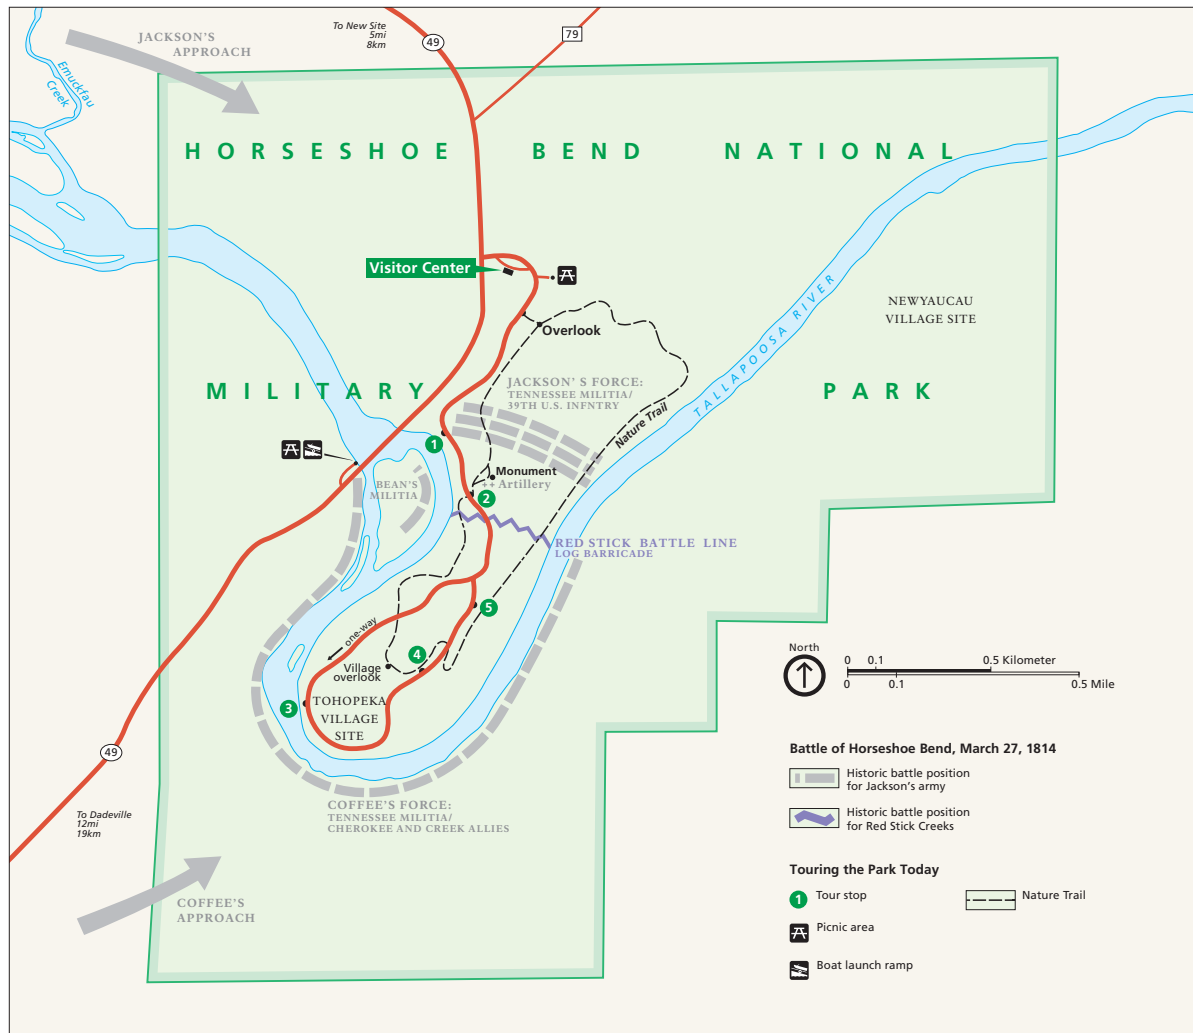 To New Site
5mi
8km
49
79
JACKSON'S
APPROACH
Emuckfau
Creek
HORSESHOE BEND NATIONAL
Visitor Center
NEWYAUCAU
VILLAGE SITE
Overlook
TALLAPOOSA RIVER
MILITARY PARK
JACKSON' S FORCE:
TENNESSEE MILITIA/
39TH U.S. INFNTRY
Nature Trail
1
Monument
++ Artillery
BEAN'S
MILITIA
2
RED STICK BATTLE LINE
LOG BARRICADE
5
one-way
4
Village
overlook
3
TOHOPEKA
VILLAGE
SITE
49
To Dadeville
12mi
19km
COFFEE'S FORCE:
TENNESSEE MILITIA/
CHEROKEE AND CREEK ALLIES
COFFEE'S
APPROACH
North
0 0.1 0.5 Kilometer
0 0.1 0.5 Mile
Battle of Horseshoe Bend, March 27, 1814
Historic battle position
for Jackson's army
Historic battle position
for Red Stick Creeks
Touring the Park Today
1 Tour stop
Nature Trail
Picnic area
Boat launch ramp